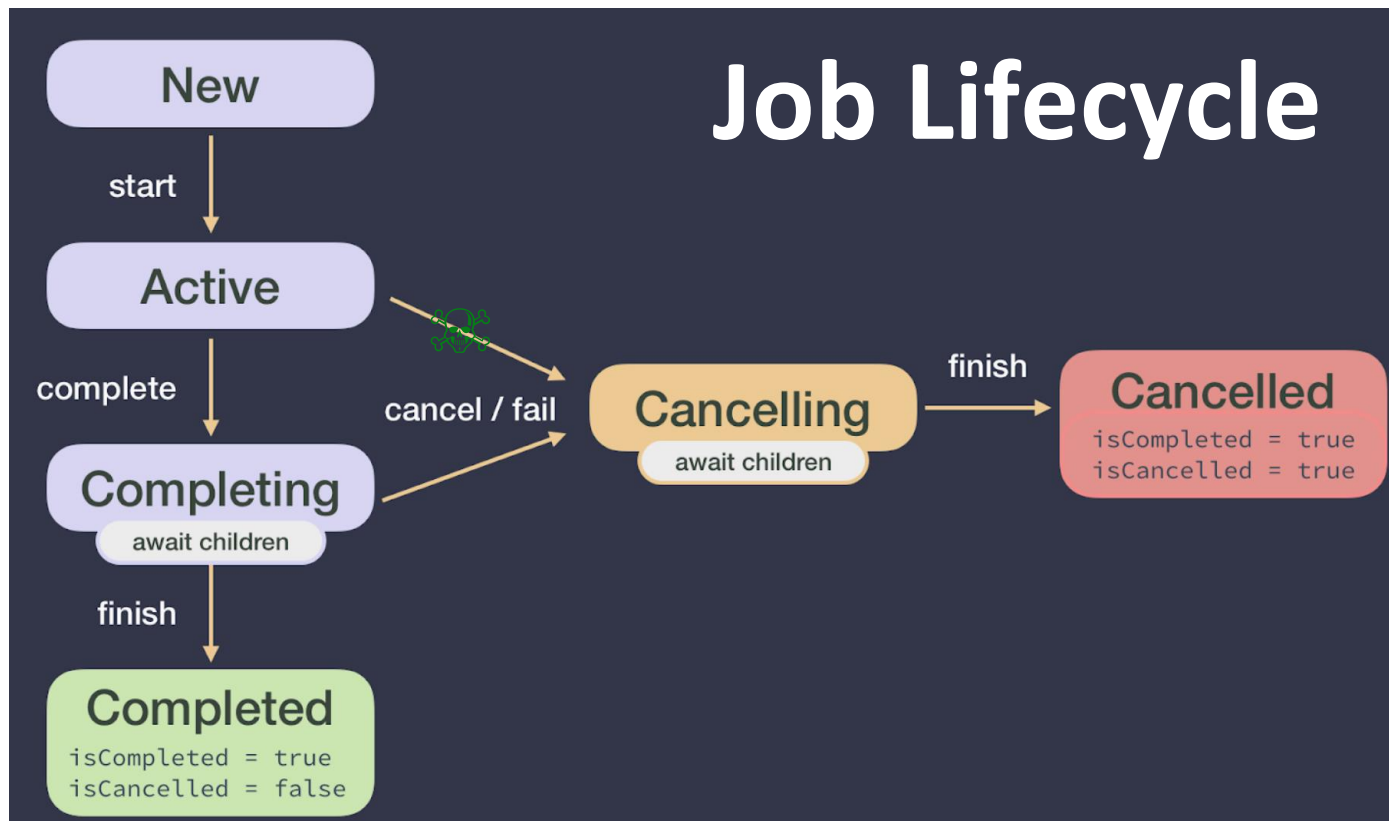 Job Lifecycle
New
start
Active
complete
cancel / fail
Completing
await children
finish
Completed
isCompleted = true
isCancelled = false
Cancelling
await children
finish
Cancelled
isCompleted = true
isCancelled = true